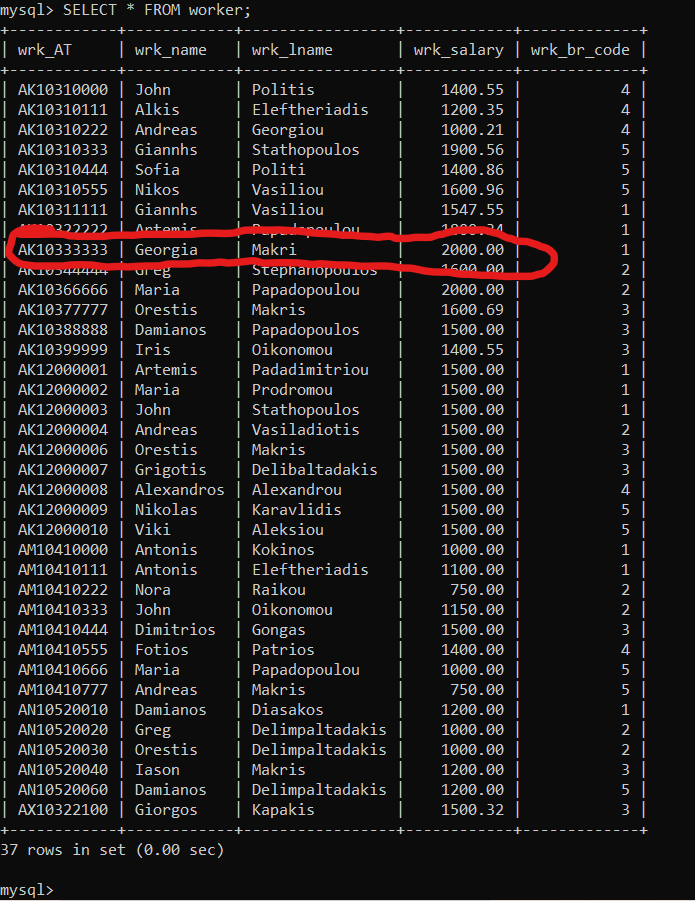 mysql> SELECT * FROM worker;
+------------+------------+----------------+------------+-------------+
| wrk_AT | wrk_name | wrk_lname | wrk_salary | wrk_br_code |
+------------+------------+----------------+------------+-------------+
| AK10310000 | John | Politis | 1400.55 | 4 |
| AK10310111 | Alkis | Eleftheriadis | 1200.35 | 4 |
| AK10310222 | Andreas | Georgiou | 1000.21 | 4 |
| AK10310333 | Giannhs | Stathopoulos | 1900.56 | 5 |
| AK10310444 | Sofia | Politi | 1400.86 | 5 |
| AK10310555 | Nikos | Vasiliou | 1600.96 | 5 |
| AK10311111 | Giannhs | Vasiliou | 1547.55 | 1 |
| AK10322222 | Artemis | Papadopoulou | 1 |
| AK10333333 | Georgia | Makri | 2000.00 | 1 |
| AK10344444 | Greg | Stephanopoulos | 1600.00 | 2 |
| AK10366666 | Maria | Papadopoulou | 2000.00 | 2 |
| AK10377777 | Orestis | Makris | 1600.69 | 3 |
| AK10388888 | Damianos | Papadopoulos | 1500.00 | 3 |
| AK10399999 | Iris | Oikonomou | 1400.55 | 3 |
| AK12000001 | Artemis | Padadimitriou | 1500.00 | 1 |
| AK12000002 | Maria | Prodromou | 1500.00 | 1 |
| AK12000003 | John | Stathopoulos | 1500.00 | 1 |
| AK12000004 | Andreas | Vasiladiotis | 1500.00 | 2 |
| AK12000006 | Orestis | Makris | 1500.00 | 3 |
| AK12000007 | Grigotis | Delibaltadakis | 1500.00 | 3 |
| AK12000008 | Alexandros | Alexandrou | 1500.00 | 4 |
| AK12000009 | Nikolas | Karavlidis | 1500.00 | 5 |
| AK12000010 | Viki | Aleksiou | 1500.00 | 5 |
| AM10410000 | Antonis | Kokinos | 1000.00 | 1 |
| AM10410111 | Antonis | Eleftheriadis | 1100.00 | 1 |
| AM10410222 | Nora | Raikou | 750.00 | 2 |
| AM10410333 | John | Oikonomou | 1150.00 | 2 |
| AM10410444 | Dimitrios | Gongas | 1500.00 | 3 |
| AM10410555 | Fotios | Patrios | 1400.00 | 4 |
| AM10410666 | Maria | Papadopoulou | 1000.00 | 5 |
| AM10410777 | Andreas | Makris | 750.00 | 5 |
| AN10520010 | Damianos | Diasakos | 1200.00 | 1 |
| AN10520020 | Greg | Delimpaltadakis | 1000.00 | 2 |
| AN10520030 | Orestis | Delimpaltadakis | 1000.00 | 2 |
| AN10520040 | Iason | Makris | 1200.00 | 3 |
| AN10520060 | Damianos | Delimpaltadakis | 1200.00 | 5 |
| AX10322100 | Giorgos | Kapakis | 1500.32 | 3 |
+------------+------------+----------------+------------+-------------+
37 rows in set (0.00 sec)
mysql>